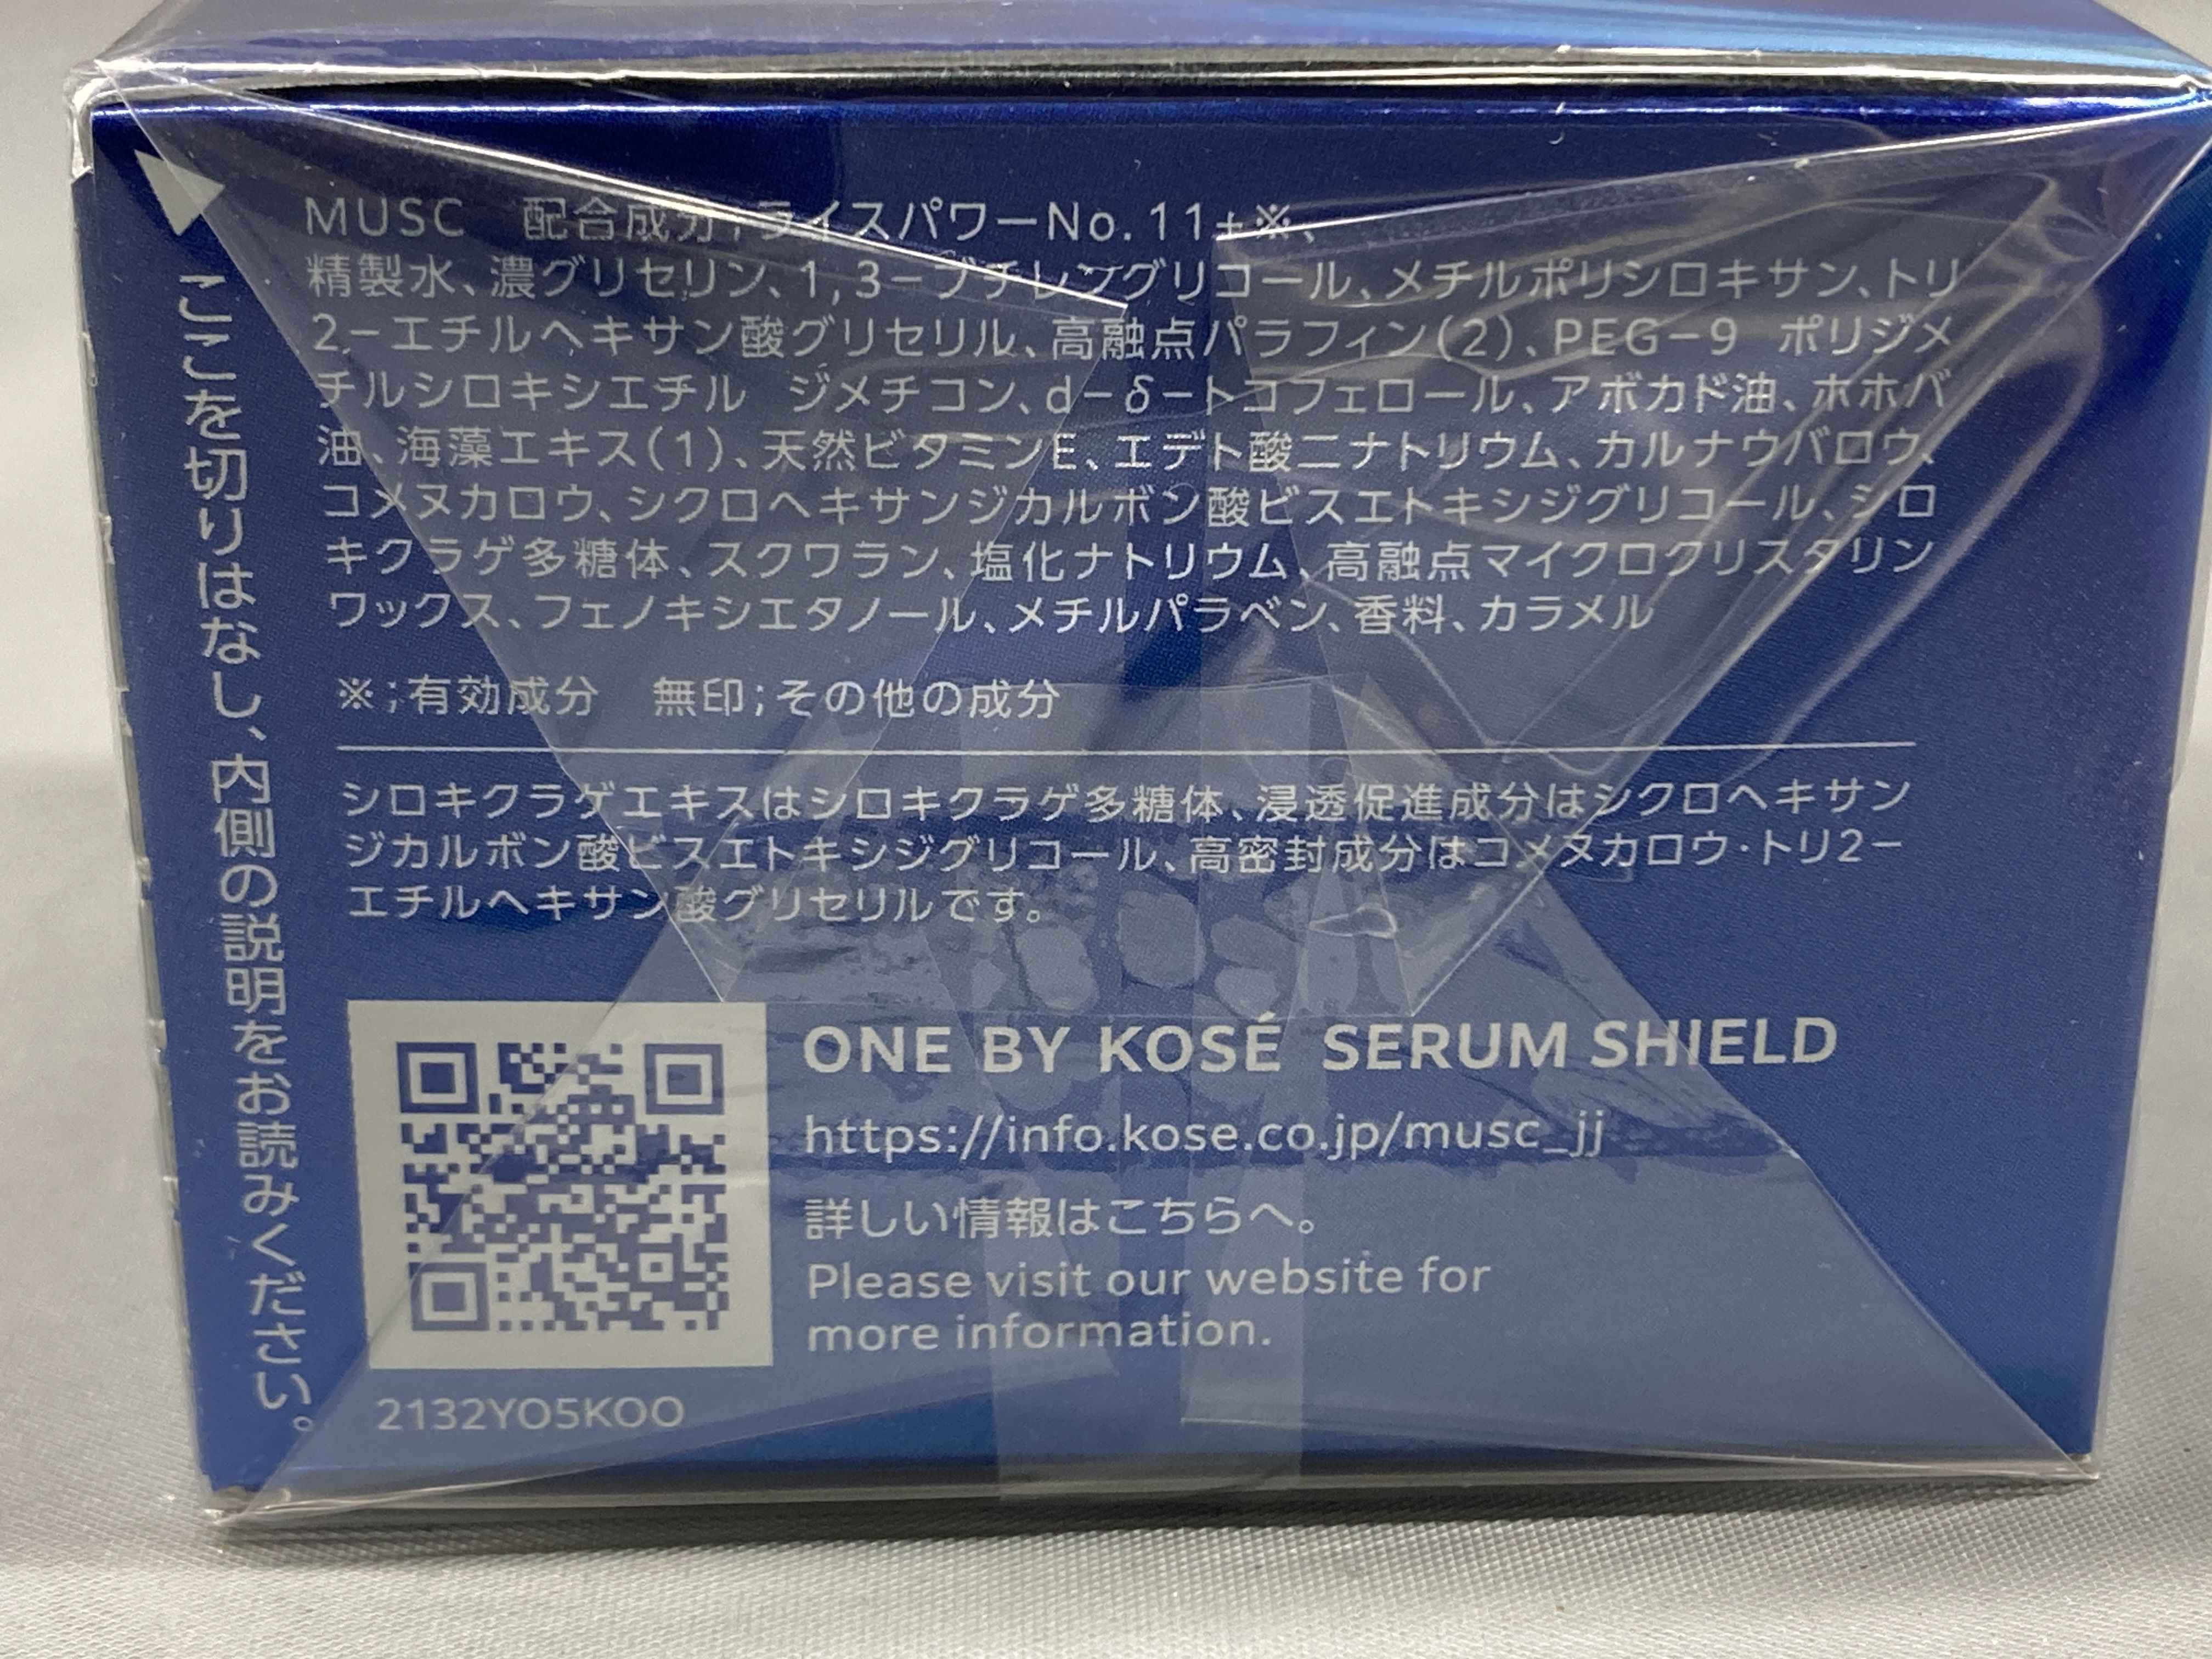 MUSC 配合成分;ライスパワーNo.11+※、
精製水、濃グリセリン、1,3−ブチレングリコール、メチルポリシロキサン、トリ
2−エチルヘキサン酸グリセリル、高融点パラフィン(2)、PEG−9 ポリジメ
チルシロキシエチル ジメチコン、d−δ−トコフェロール、アボカド油、ホホバ
油、海藻エキス(1)、天然ビタミンE、エデト酸二ナトリウム、カルナウバロウ、
コメヌカロウ、シクロヘキサンジカルボン酸ビスエトキシジグリコール、シロ
キクラゲ多糖体、スクワラン、塩化ナトリウム、高融点マイクロクリスタリン
ワックス、フェノキシエタノール、メチルパラベン、香料、カラメル
※;有効成分 無印;その他の成分
シロキクラゲエキスはシロキクラゲ多糖体、浸透促進成分はシクロヘキサン
ジカルボン酸ビスエトキシジグリコール、高密封成分はコメヌカロウ・トリ2−
エチルヘキサン酸グリセリルです。
ONE BY KOSÉ SERUM SHIELD
https://info.kose.co.jp/musc_jj
詳しい情報はこちらへ。
Please visit our website for
more information.
2132YO5KOO
ここを切りはなし、内側の説明をお読みください。